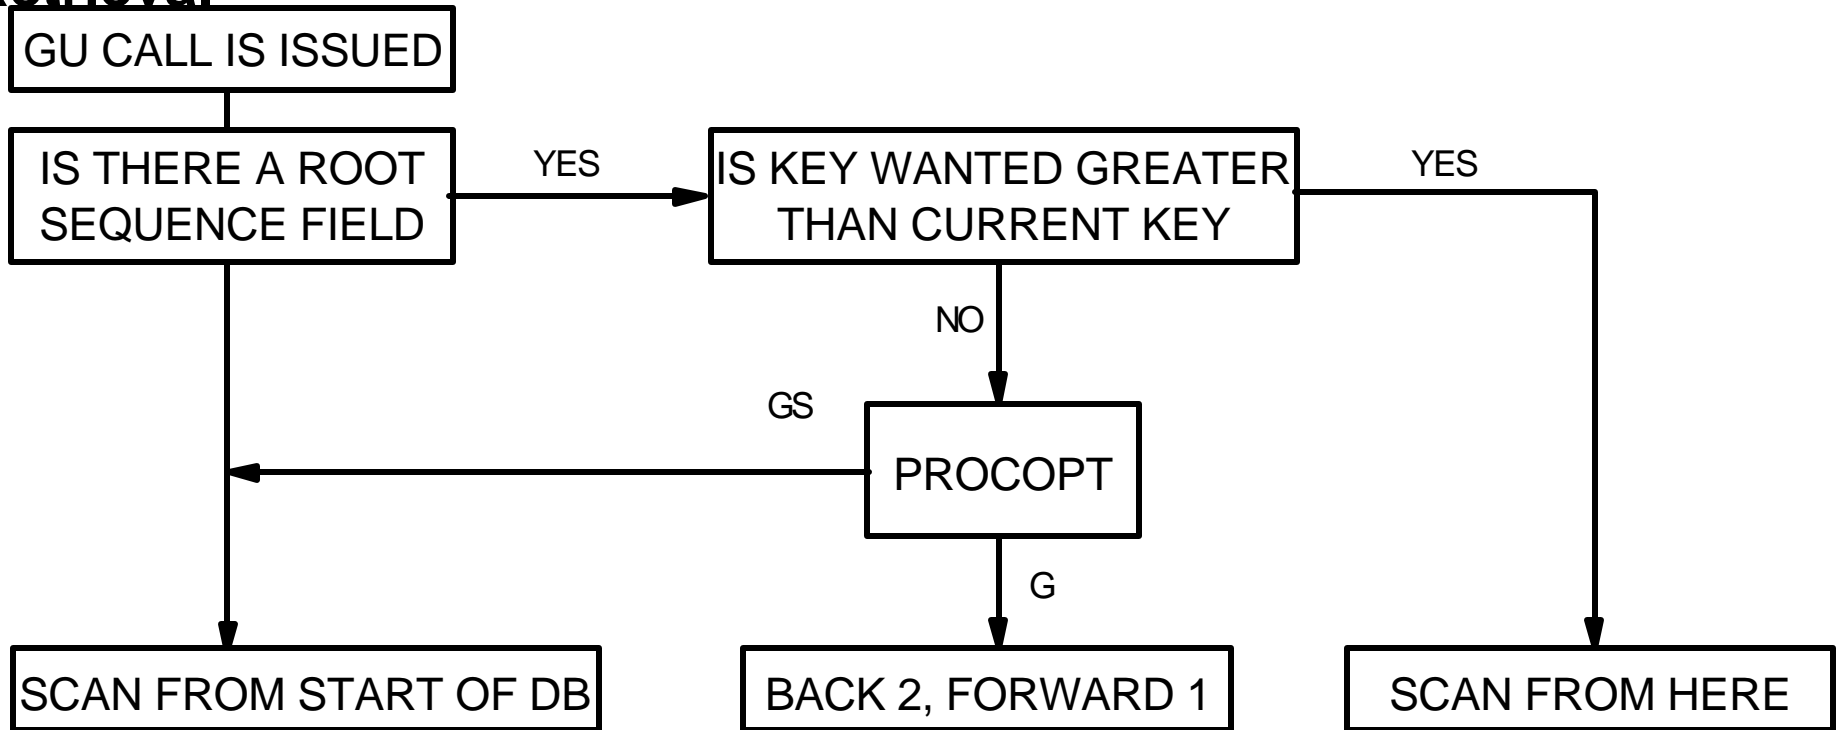 GU CALL IS ISSUED
IS THERE A ROOT
SEQUENCE FIELD
YES
IS KEY WANTED GREATER
THAN CURRENT KEY
YES
NO
GS
PROCOPT
G
SCAN FROM START OF DB
BACK 2, FORWARD 1
SCAN FROM HERE